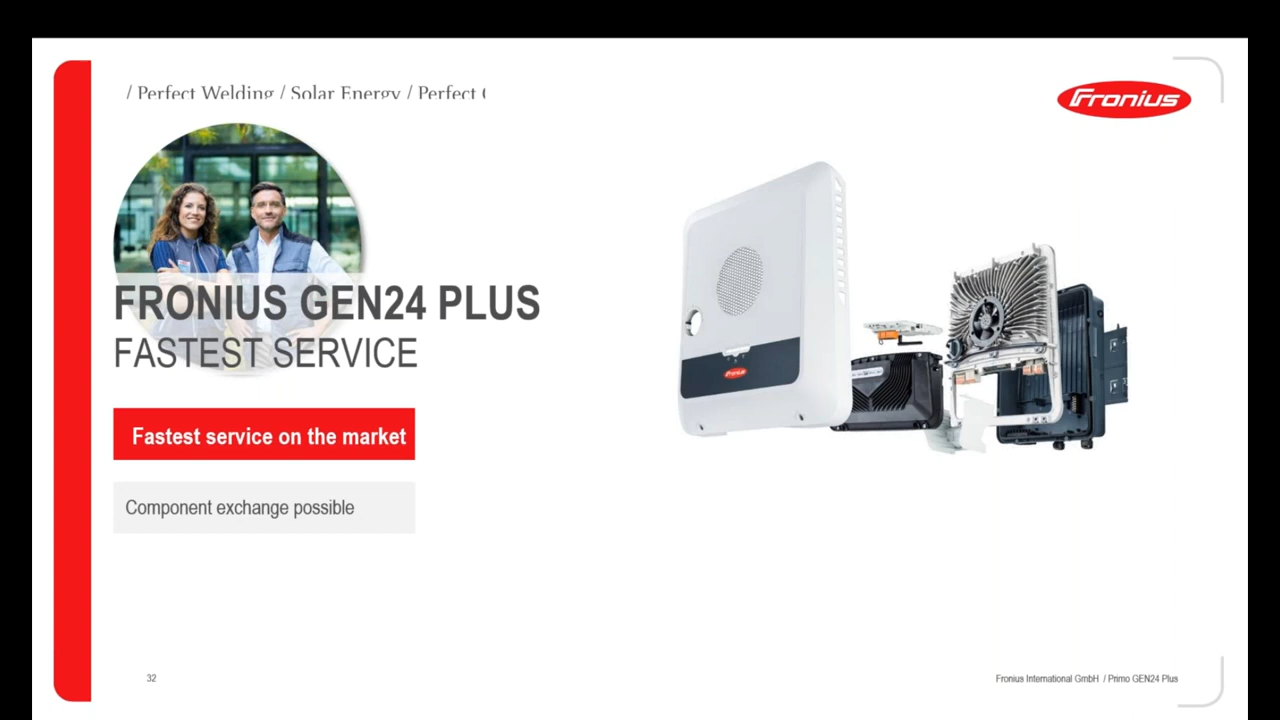 / Perfect Welding / Solar Energy / Perfect
Fronius
FRONIUS GEN24 PLUS
FASTEST SERVICE
Fronius
Fastest service on the market
Component exchange possible
32
Fronius International GmbH / Primo GEN24 Plus